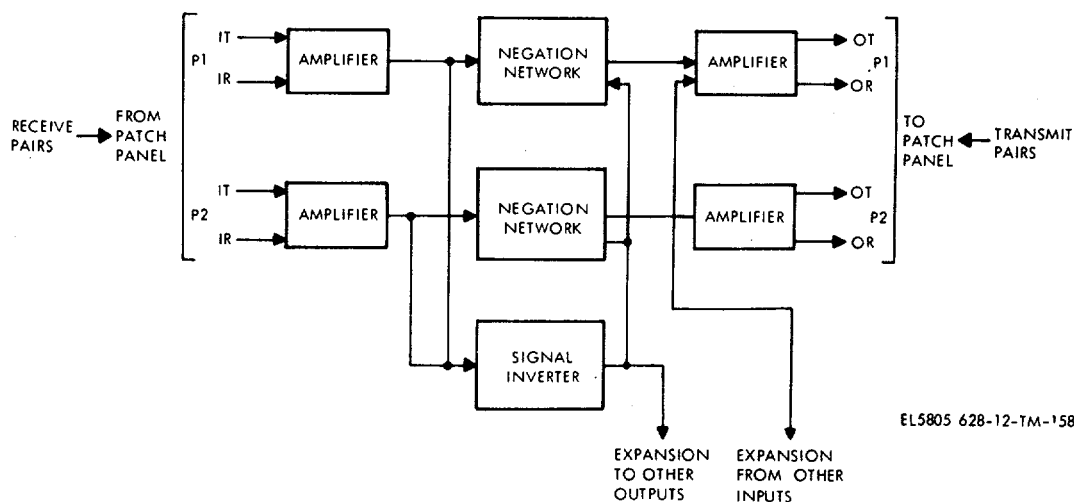 IT
P1
IR
AMPLIFIER
NEGATION
NETWORK
AMPLIFIER
OT
P1
OR
RECEIVE
PAIRS
FROM
PATCH
PANEL
TO
PATCH
PANEL
TRANSMIT
PAIRS
IT
P2
IR
AMPLIFIER
NEGATION
NETWORK
AMPLIFIER
OT
P2
OR
SIGNAL
INVERTER
EL5805 628-12-TM-158
EXPANSION
TO OTHER
OUTPUTS
EXPANSION
FROM OTHER
INPUTS